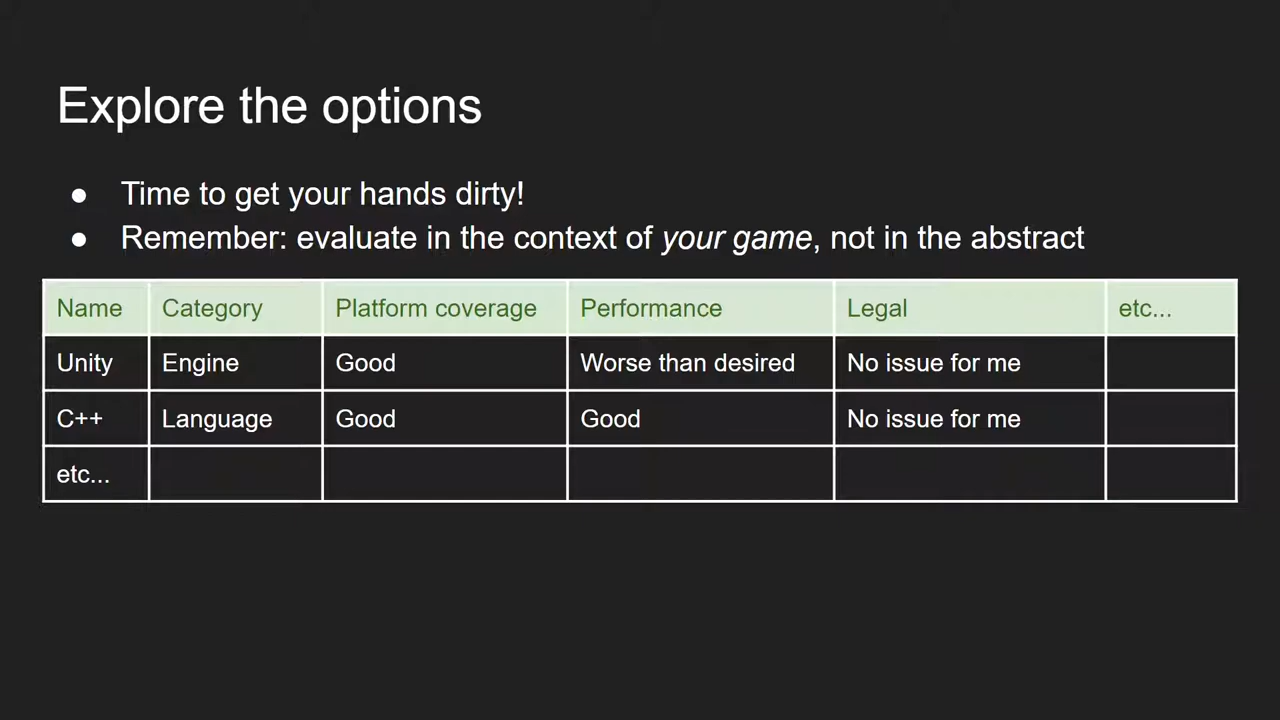 Explore the options
● Time to get your hands dirty!
● Remember: evaluate in the context of your game, not in the abstract
Name Category Platform coverage Performance Legal etc...
Unity Engine Good Worse than desired No issue for me
C++ Language Good Good No issue for me
etc...